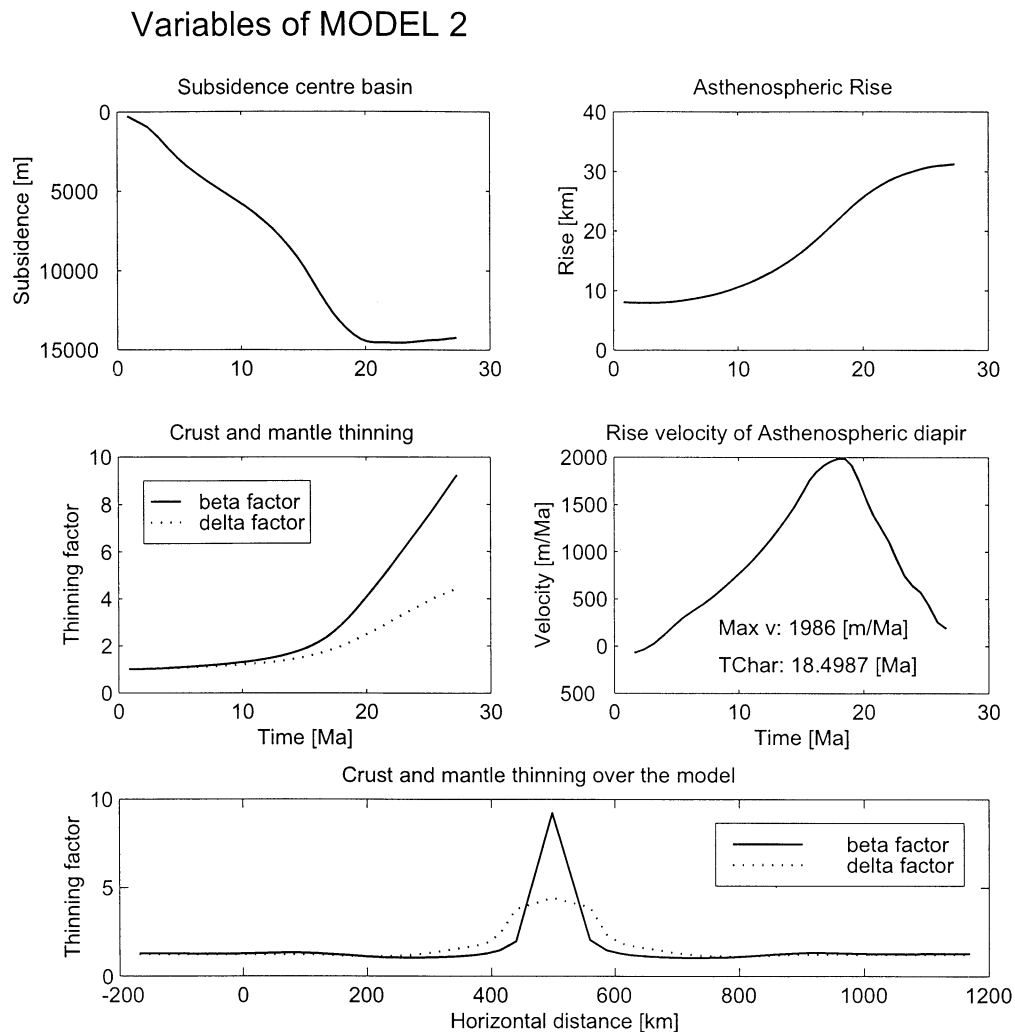 Variables of MODEL 2
Subsidence centre basin
Subsidence [m]
0
5000
10000
15000
0 10 20 30
Asthenospheric Rise
Rise [km]
40
30
20
10
0
0 10 20 30
Crust and mantle thinning
Thinning factor
10
8
6
4
2
0
beta factor
delta factor
0 10 20 30
Time [Ma]
Rise velocity of Asthenospheric diapir
Velocity [m/Ma]
2000
1500
1000
500
0
500
Max v: 1986 [m/Ma]
TChar: 18.4987 [Ma]
0 10 20 30
Time [Ma]
Crust and mantle thinning over the model
Thinning factor
10
5
0
beta factor
delta factor
-200 0 200 400 600 800 1000 1200
Horizontal distance [km]